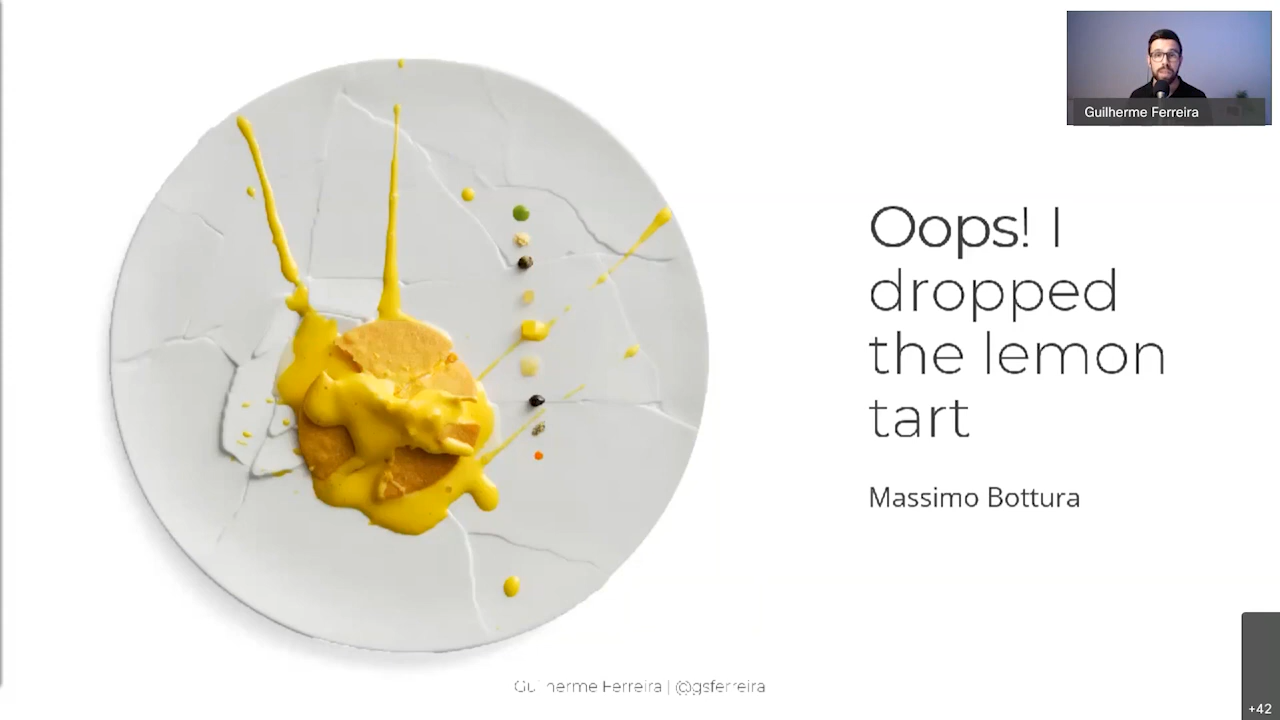 Guilherme Ferreira
Oops! I
dropped
the lemon
tart
Massimo Bottura
Guilherme Ferreira | @gsferreira
+42